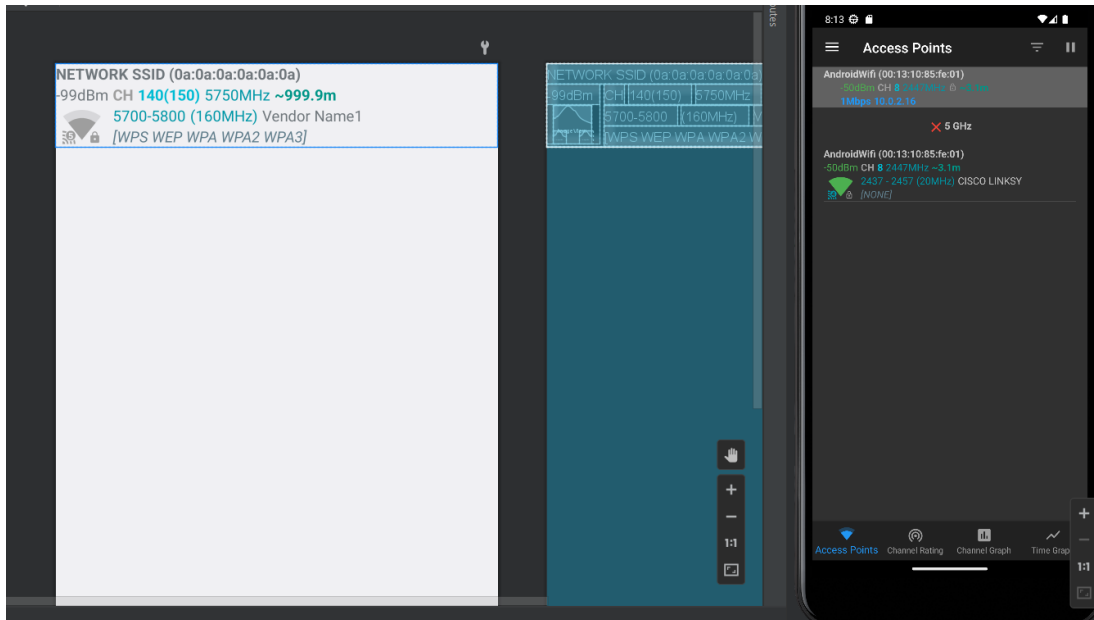 utes
NETWORK SSID (0a:0a:0a:0a:0a:0a)
-99dBm CH 140(150) 5750MHz ~999.9m
5700-5800 (160MHz) Vendor Name1
[WPS WEP WPA WPA2 WPA3]
NETWORK SSID (0a:0a:0a:0a:0a:0a)
-99dBm CH 140(150) 5750MHz
5700-5800 (160MHz) V
[WPS WEP WPA WPA2 W
1:1
8:13
Access Points
AndroidWifi (00:13:10:85:fe:01)
-50dBm CH 8 2447MHz ~3.1m
1Mbps 10.0.2.16
5 GHz
AndroidWifi (00:13:10:85:fe:01)
-50dBm CH 8 2447MHz ~3.1m
2437 - 2457 (20MHz) CISCO LINKSY
[NONE]
Access Points Channel Rating Channel Graph Time Grap
1:1